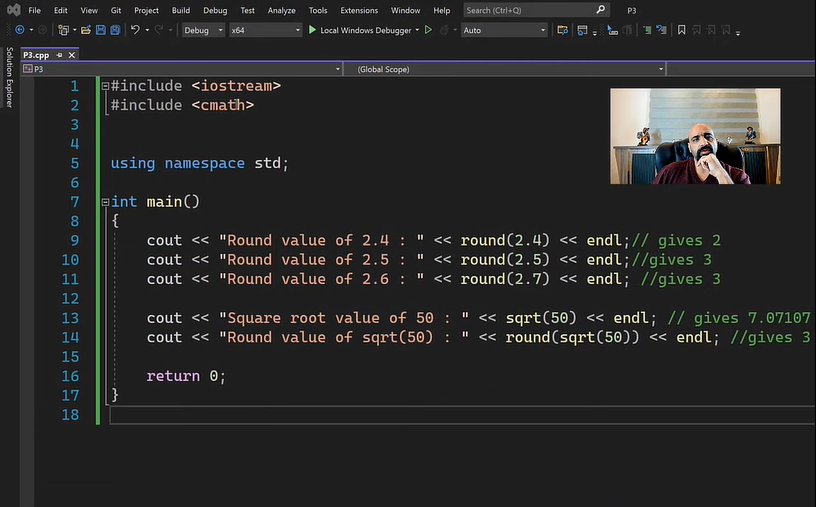 File Edit View Git Project Build Debug Test Analyze Tools Extensions Window Help Search (Ctrl+Q) P3
Debug x64 Local Windows Debugger Auto
Solution Explorer
P3.cpp
P3 (Global Scope)
1 #include <iostream>
2 #include <cmath>
3
4
5 using namespace std;
6
7 int main()
8 {
9 cout << "Round value of 2.4 : " << round(2.4) << endl;// gives 2
10 cout << "Round value of 2.5 : " << round(2.5) << endl;//gives 3
11 cout << "Round value of 2.6 : " << round(2.7) << endl; //gives 3
12
13 cout << "Square root value of 50 : " << sqrt(50) << endl; // gives 7.07107
14 cout << "Round value of sqrt(50) : " << round(sqrt(50)) << endl; //gives 3
15
16 return 0;
17 }
18